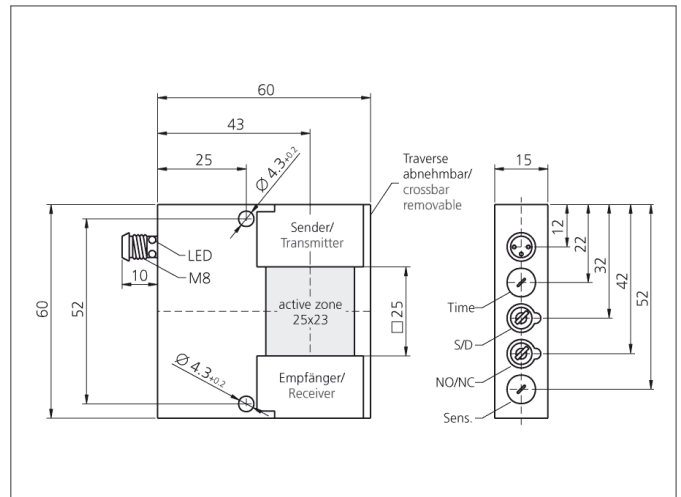 60
43
25
Ø 4.3+0.2
Traverse
abnehmbar/
crossbar
removable
15
Sender/
Transmitter
LED
M8
10
60
52
active zone
25x23
□25
12
22
32
42
52
Time
S/D
NO/NC
Sens.
Ø 4.3+0.2
Empfänger/
Receiver